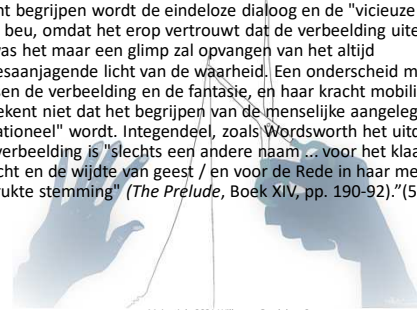 nt begrijpen wordt de eindeloze dialoog en de "vicieuze
beu, omdat het erop vertrouwt dat de verbeelding uite
vas het maar een glimp zal opvangen van het altijd
esaanjagende licht van de waarheid. Een onderscheid m
sen de verbeelding en de fantasie, en haar kracht mobili
ekent niet dat het begrijpen van de menselijke aangeleg
ationeel" wordt. Integendeel, zoals Wordsworth het uitd
verbeelding is "slechts een andere naam ... voor het klaa
cht en de wijdte van geest / en voor de Rede in haar me
rukte stemming" (The Prelude, Boek XIV, pp. 190-92)."(5